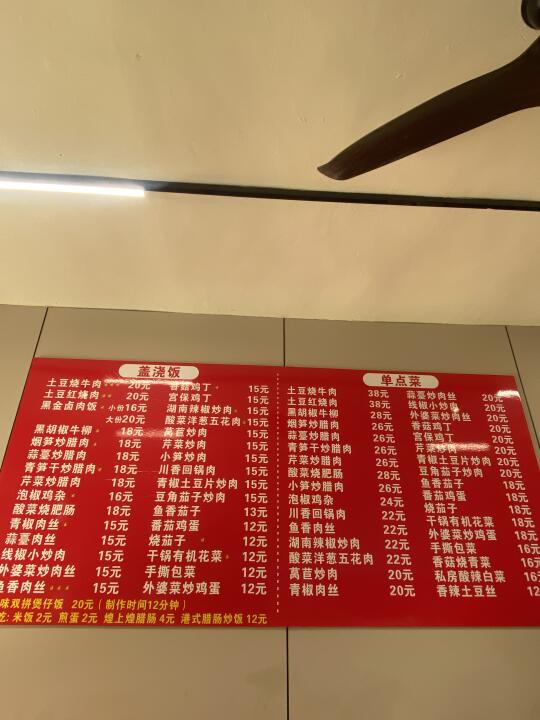 盖浇饭
土豆烧牛肉 20元
土豆红烧肉 20元
黑金卤肉饭 小份16元
大份20元
黑胡椒牛柳 18元
烟笋炒腊肉 18元
蒜薹炒腊肉 18元
青笋干炒腊肉 18元
芹菜炒腊肉 18元
泡椒鸡杂 16元
酸菜烧肥肠 18元
青椒肉丝 15元
蒜薹肉丝 15元
线椒小炒肉 15元
外婆菜炒肉丝 15元
鱼香肉丝 15元
香菇鸡丁 15元
宫保鸡丁 15元
湖南辣椒炒肉 15元
酸菜洋葱五花肉 15元
莴苣炒肉 15元
芹菜炒肉 15元
小笋炒肉 15元
川香回锅肉 15元
青椒土豆片炒肉 15元
豆角茄子炒肉 15元
鱼香茄子 13元
番茄鸡蛋 12元
烧茄子 12元
干锅有机花菜 12元
手撕包菜 12元
外婆菜炒鸡蛋 12元
味双拼煲仔饭 20元（制作时间12分钟）
: 米饭 2元 煎蛋 2元 煌上煌腊肠 4元 港式腊肠炒饭 12元
单点菜
土豆烧牛肉 38元
土豆红烧肉 38元
黑胡椒牛柳 28元
烟笋炒腊肉 26元
蒜薹炒腊肉 26元
青笋干炒腊肉 26元
芹菜炒腊肉 26元
酸菜烧肥肠 28元
小笋炒腊肉 26元
泡椒鸡杂 24元
川香回锅肉 22元
鱼香肉丝 22元
湖南辣椒炒肉 22元
酸菜洋葱五花肉 22元
莴苣炒肉 20元
青椒肉丝 20元
蒜薹炒肉丝 20元
线椒小炒肉 20元
外婆菜炒肉丝 20元
香菇鸡丁 20元
宫保鸡丁 20元
芹菜炒肉 20元
青椒土豆片炒肉 20元
豆角茄子炒肉 20元
鱼香茄子 18元
番茄鸡蛋 18元
烧茄子 18元
干锅有机花菜 18元
外婆菜炒鸡蛋 18元
手撕包菜 16元
香菇烧青菜 16元
私房酸辣白菜 16元
香辣土豆丝 12